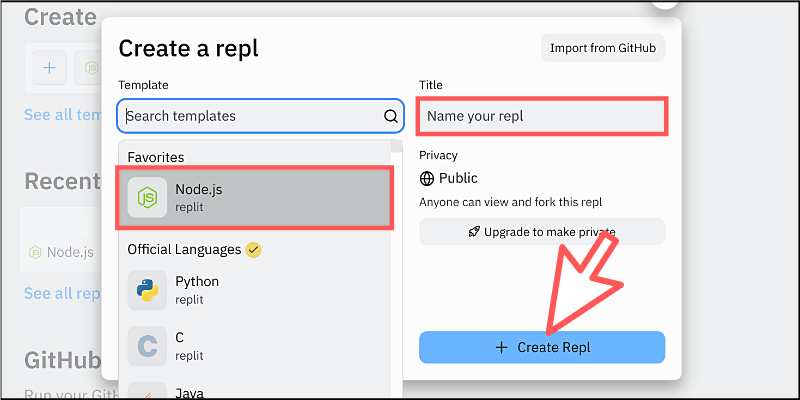 Create
Create a repl
Import from GitHub
Template
Title
Search templates
Name your repl
See all tem
Favorites
Privacy
Node.js
replit
Public
Anyone can view and fork this repl
Recent
Upgrade to make private
Official Languages
Node.js
Python
replit
See all rep
C
replit
+ Create Repl
GitHub
Run your GitH
Java